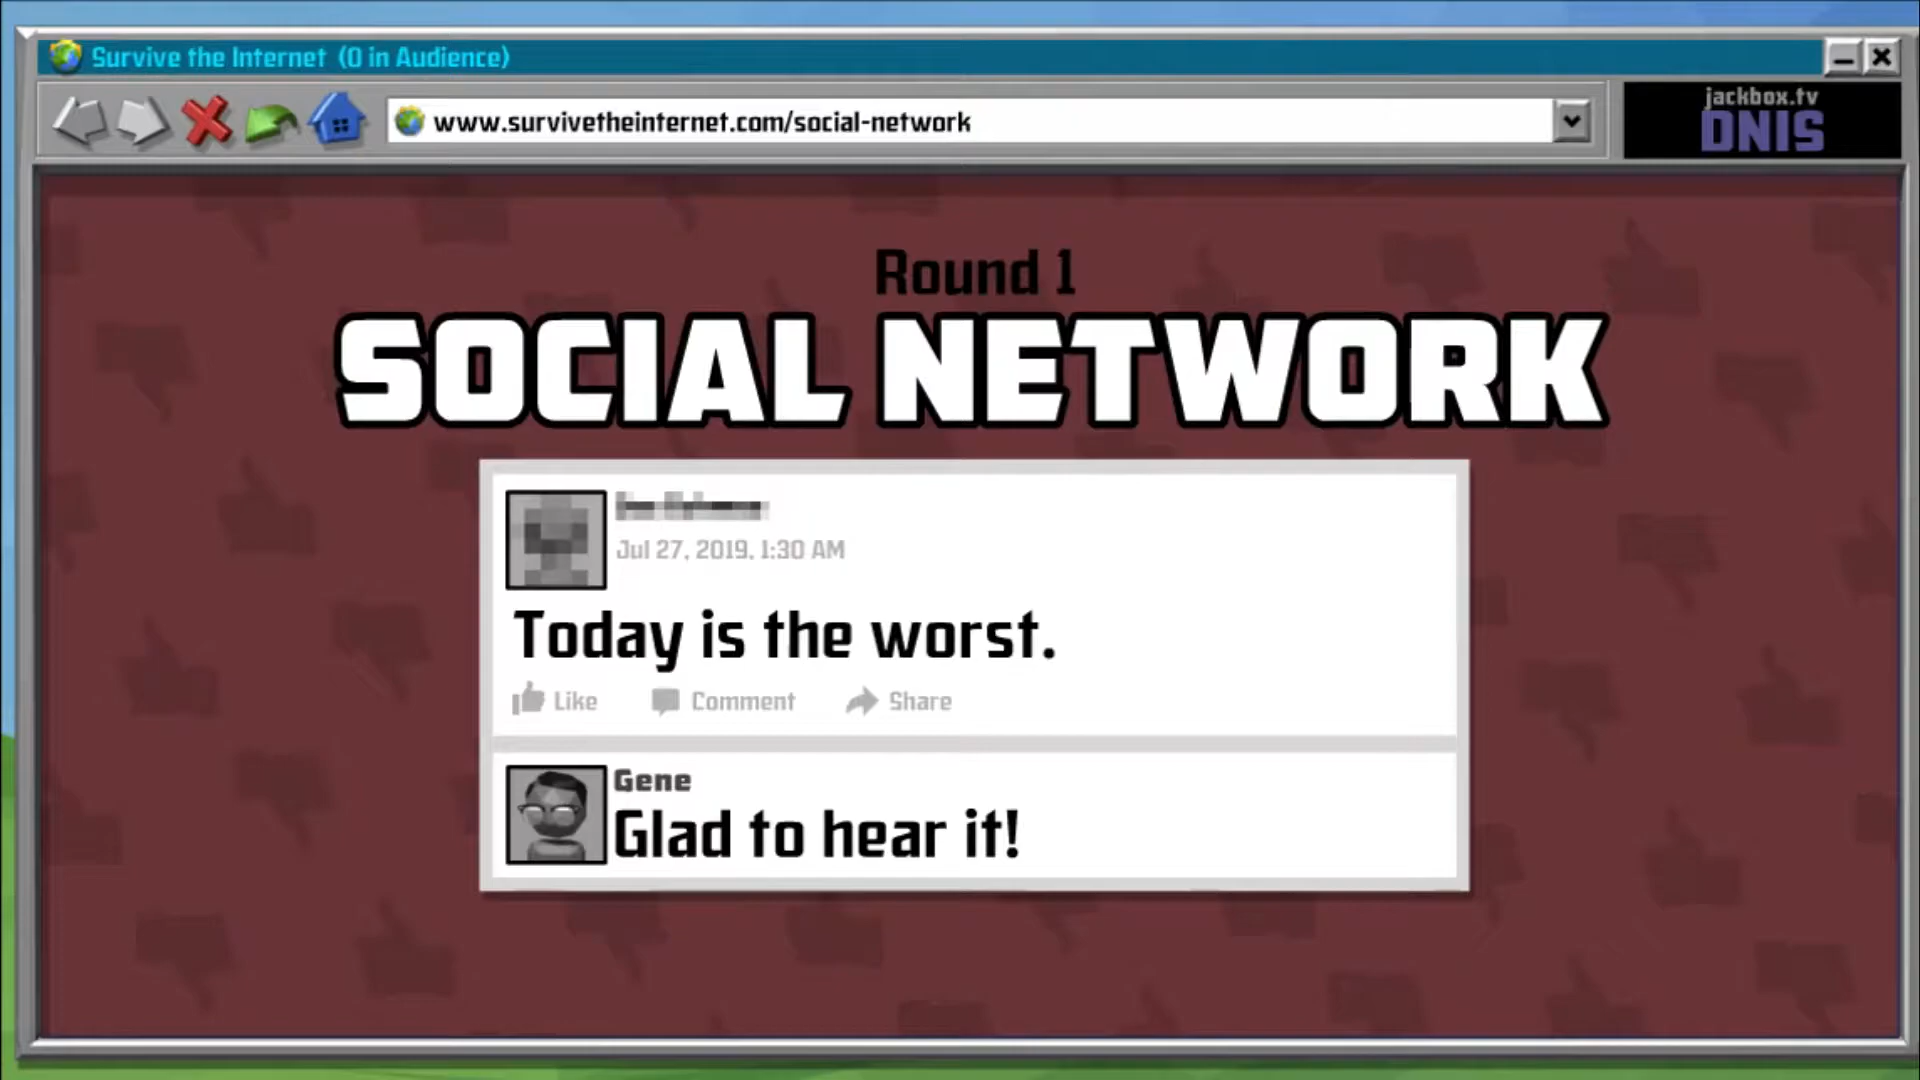 Survive the Internet (0 in Audience)
www.survivetheinternet.com/social-network
jackbox.tv
DNIS
Round 1
SOCIAL NETWORK
Jul 27, 2019, 1:30 AM
Today is the worst.
Like Comment Share
Gene
Glad to hear it!